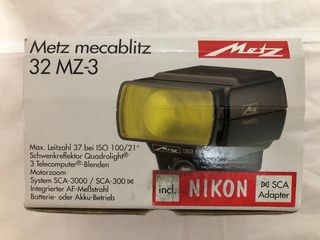 Metz mecablitz
32 MZ-3
Metz
Max. Leitzahl 37 bei ISO 100/21°
Schwenkreflektor Quadrolight®
3 Telecomputer®-Blenden
Motorzoom
System SCA-3000 / SCA-300
Integrierter AF-Meßstrahl
Batterie- oder Akku-Betrieb
Metz
incl.
NIKON
SCA
Adapter